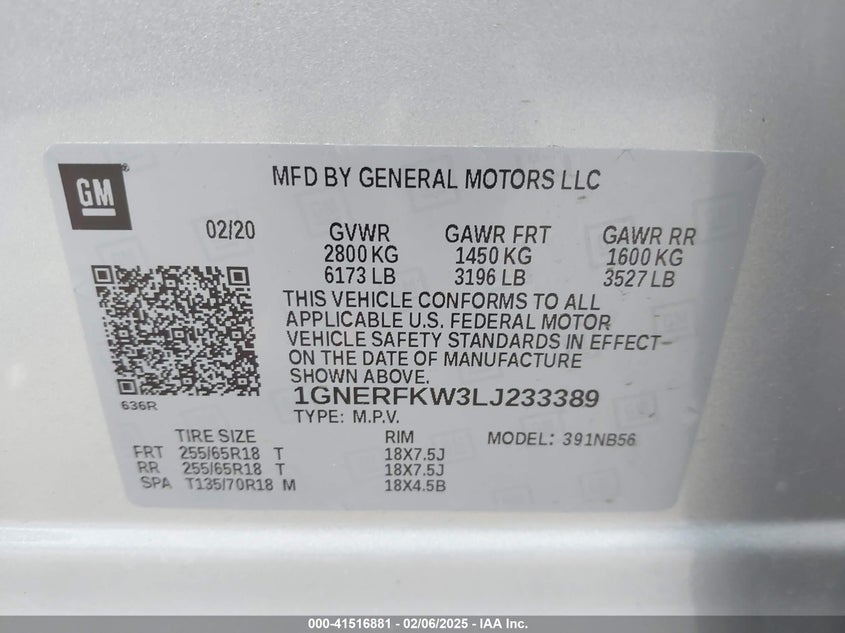 GM
MFD BY GENERAL MOTORS LLC
02/20
GVWR GAWR FRT GAWR RR
2800 KG 1450 KG 1600 KG
6173 LB 3196 LB 3527 LB
THIS VEHICLE CONFORMS TO ALL
APPLICABLE U.S. FEDERAL MOTOR
VEHICLE SAFETY STANDARDS IN EFFECT
ON THE DATE OF MANUFACTURE
SHOWN ABOVE.
636R
1GNERFKW3LJ233389
TYPE: M.P.V.
TIRE SIZE RIM MODEL: 391NB56
FRT 255/65R18 T 18X7.5J
RR 255/65R18 T 18X7.5J
SPA T135/70R18 M 18X4.5B
000-41516881 - 02/06/2025 - IAA Inc.